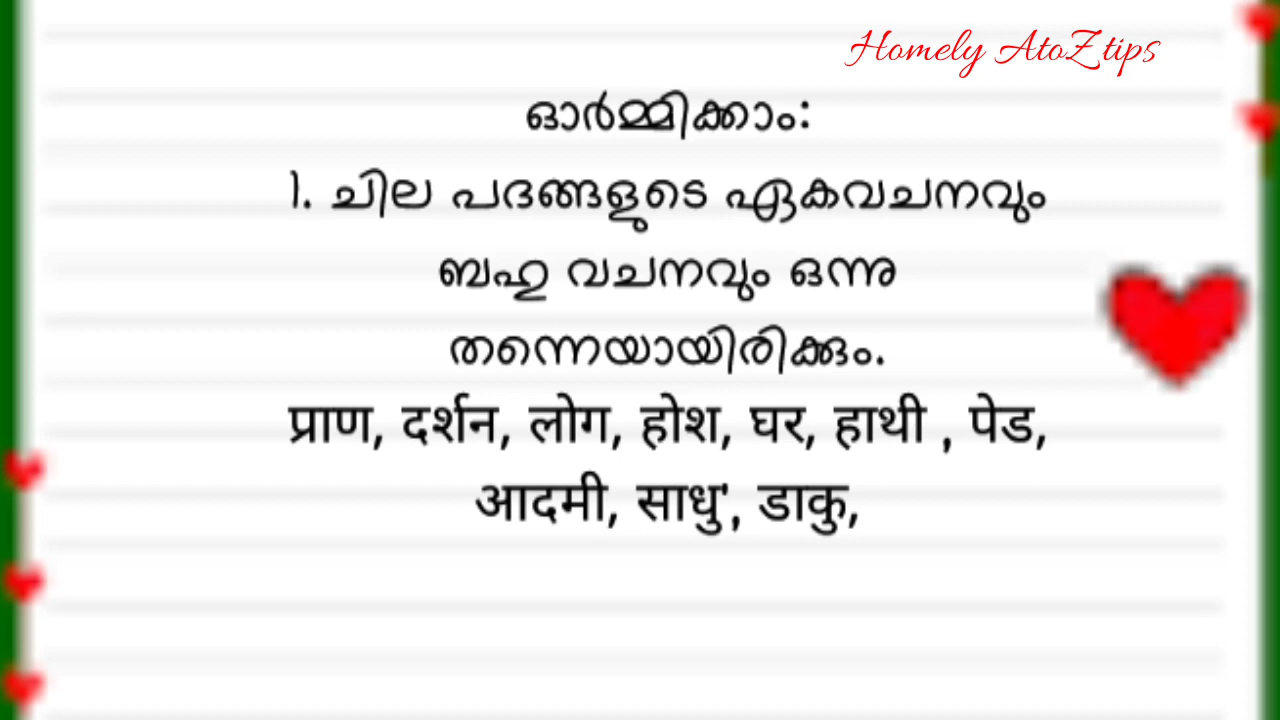 Homely AtoZ tips
ഓർമ്മിക്കാം:
1. ചില പദങ്ങളുടെ ഏകവചനവും
ബഹു വചനവും ഒന്നു
തന്നെയായിരിക്കും.
प्राण, दर्शन, लोग, होश, घर, हाथी , पेड,
आदमी, साधु', डाकु,